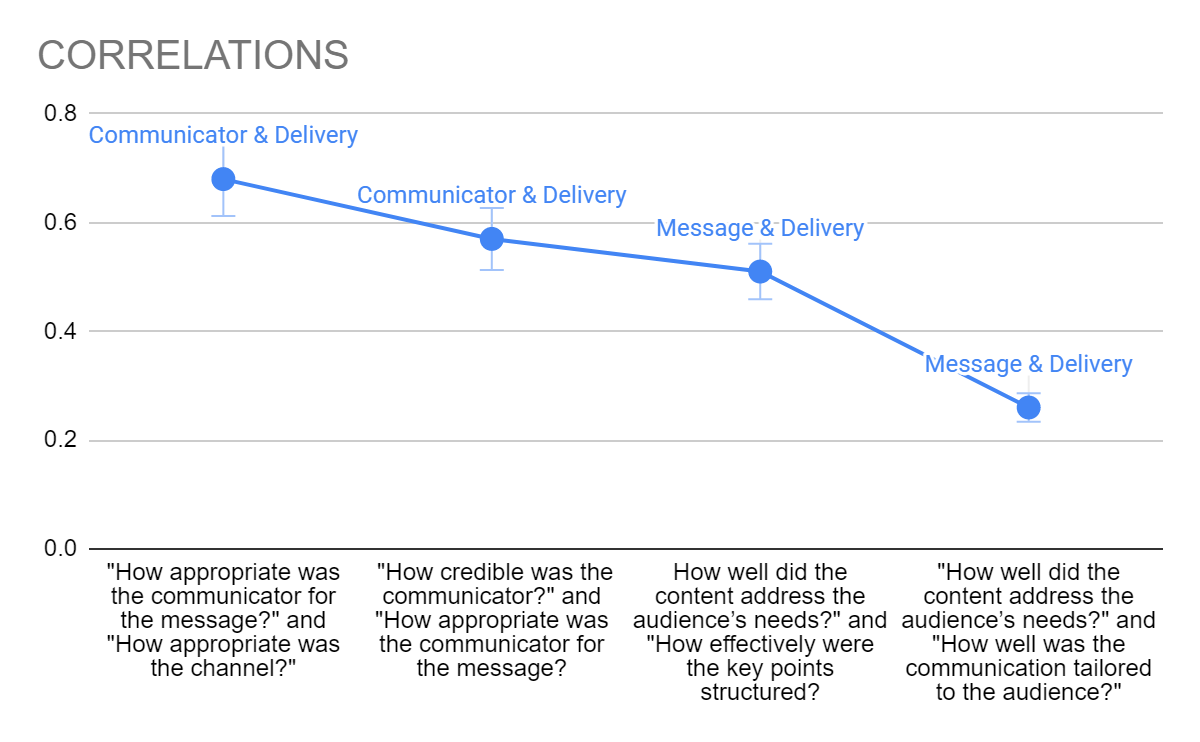 CORRELATIONS
0.8
Communicator & Delivery
Communicator & Delivery
0.6
Message & Delivery
0.4
Message & Delivery
0.2
0.0
"How appropriate was
the communicator for
the message?" and
"How appropriate was
the channel?"
"How credible was the
communicator?" and
"How appropriate was
the communicator for
the message?
How well did the
content address the
audience’s needs?" and
"How effectively were
the key points
structured?
"How well did the
content address the
audience’s needs?" and
"How well was the
communication tailored
to the audience?"